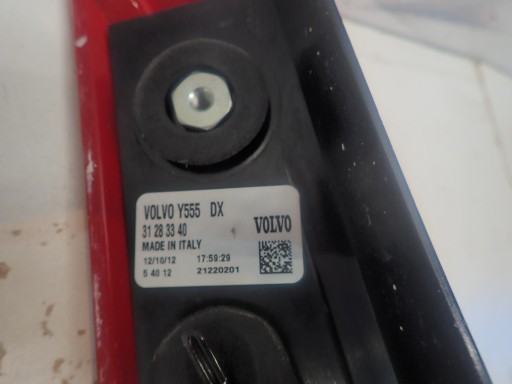 VOLVO Y555 DX
31 28 33 40
VOLVO
MADE IN ITALY
12/10/12 17:59:29
5 40 12 21220201